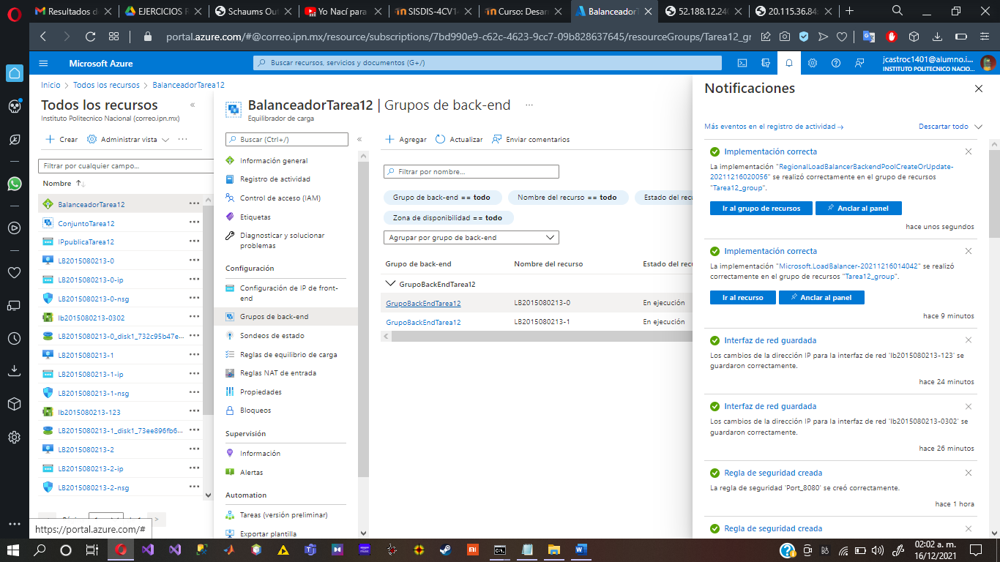 Resultados d
EJERCICIOS R
Schaums Out
Yo Nací para
SISDIS-4CV1
Curso: Desar
BalanceadorT
52.188.12.240
20.115.36.84
portal.azure.com/#@correo.ipn.mx/resource/subscriptions/7bd990e9-c62c-4623-9cc7-09b828637645/resourceGroups/Tarea12_gr
Microsoft Azure
Buscar recursos, servicios y documentos (G+/)
jcastroc1401@alumno.i...
INSTITUTO POLITECNICO NACIO...
Inicio > Todos los recursos > BalanceadorTarea12
Todos los recursos
Instituto Politecnico Nacional (correo.ipn.mx)
Crear
Administrar vista
Filtrar por cualquier campo...
Nombre
BalanceadorTarea12
ConjuntoTarea12
IPpublicaTarea12
LB2015080213-0
LB2015080213-0-ip
LB2015080213-0-nsg
lb2015080213-0302
LB2015080213-0_disk1_732c95b47e...
LB2015080213-1
LB2015080213-1-ip
LB2015080213-1-nsg
lb2015080213-123
LB2015080213-1_disk1_73ee896fb6...
LB2015080213-2
LB2015080213-2-ip
LB2015080213-2-nsg
https://portal.azure.com/#
BalanceadorTarea12 | Grupos de back-end
Equilibrador de carga
Buscar (Ctrl+/)
Información general
Registro de actividad
Control de acceso (IAM)
Etiquetas
Diagnosticar y solucionar
problemas
Configuración
Configuración de IP de front-
end
Grupos de back-end
Sondeos de estado
Reglas de equilibrio de carga
Reglas NAT de entrada
Propiedades
Bloqueos
Supervisión
Información
Alertas
Automation
Tareas (versión preliminar)
Exportar plantilla
Agregar
Actualizar
Enviar comentarios
Filtrar por nombre...
Grupo de back-end == todo
Nombre del recurso == todo
Estado del recu
Zona de disponibilidad == todo
Agrupar por grupo de back-end
Grupo de back-end
Nombre del recurso
Estado del recu
GrupoBackEndTarea12
GrupoBackEndTarea12
LB2015080213-0
En ejecución
GrupoBackEndTarea12
LB2015080213-1
En ejecución
Notificaciones
Más eventos en el registro de actividad →
Descartar todo
Implementación correcta
La implementación "RegionalLoadBalancerBackendPoolCreateOrUpdate-
20211216020056" se realizó correctamente en el grupo de recursos
"Tarea12_group".
Ir al grupo de recursos
Anclar al panel
hace unos segundos
Implementación correcta
La implementación "Microsoft.LoadBalancer-20211216014042" se realizó
correctamente en el grupo de recursos "Tarea12_group".
Ir al recurso
Anclar al panel
hace 9 minutos
Interfaz de red guardada
Los cambios de la dirección IP para la interfaz de red 'lb2015080213-123' se
guardaron correctamente.
hace 24 minutos
Interfaz de red guardada
Los cambios de la dirección IP para la interfaz de red 'lb2015080213-0302' se
guardaron correctamente.
hace 26 minutos
Regla de seguridad creada
La regla de seguridad 'Port_8080' se creó correctamente.
hace 1 hora
Regla de seguridad creada
02:02 a. m.
16/12/2021